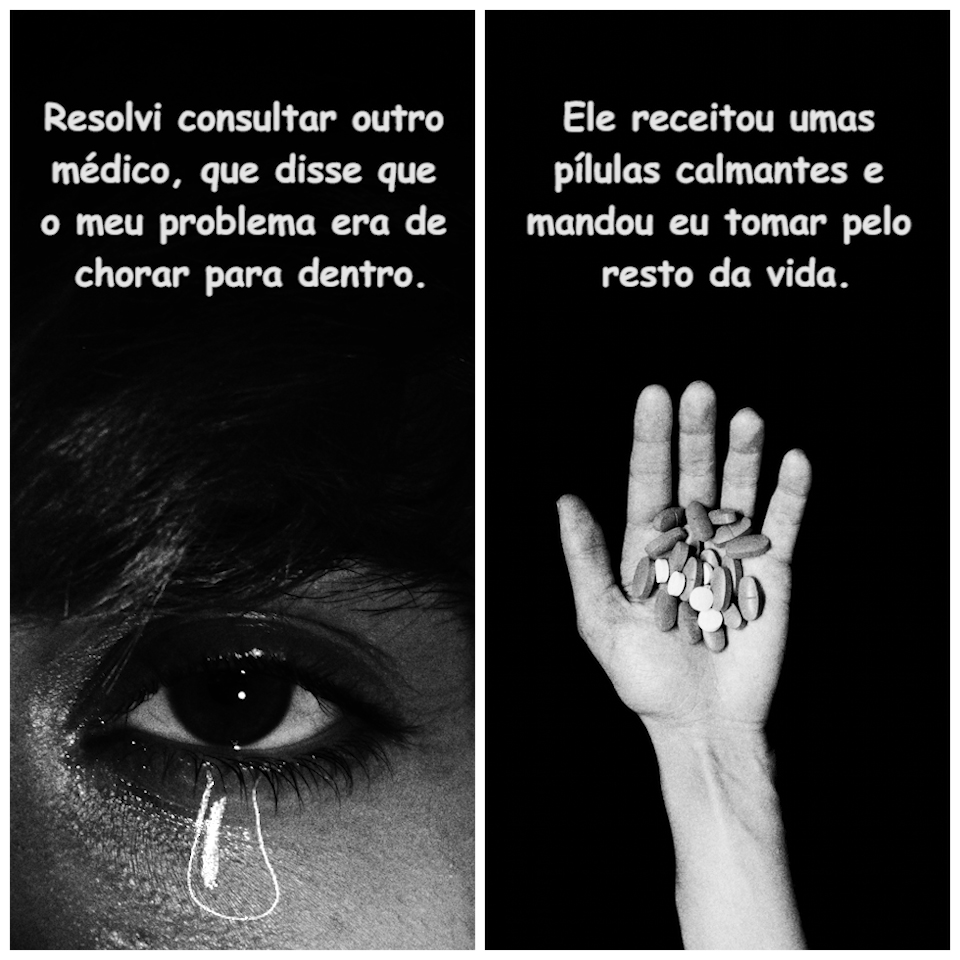 Resolvi consultar outro
médico, que disse que
o meu problema era de
chorar para dentro.
Ele receitou umas
pílulas calmantes e
mandou eu tomar pelo
resto da vida.